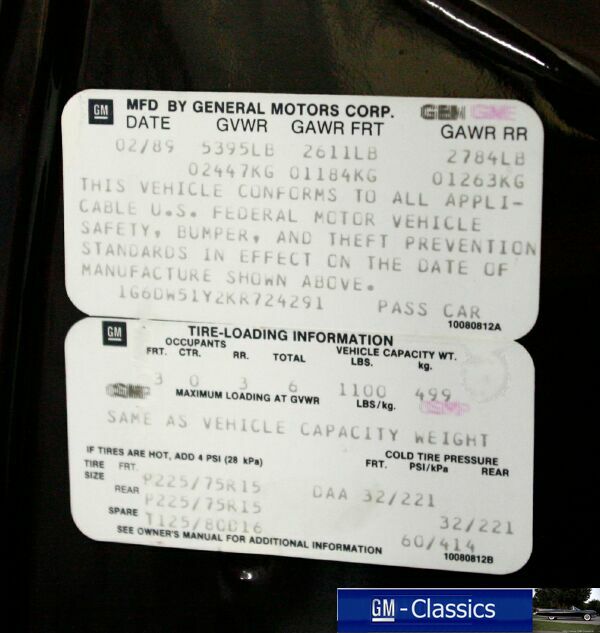 GM MFD BY GENERAL MOTORS CORP.
DATE GVWR GAWR FRT GAWR RR
02/89 5395LB 2611LB 2784LB
02447KG 01184KG 01263KG
THIS VEHICLE CONFORMS TO ALL APPLI-
CABLE U.S. FEDERAL MOTOR VEHICLE
SAFETY, BUMPER, AND THEFT PREVENTION
STANDARDS IN EFFECT ON THE DATE OF
MANUFACTURE SHOWN ABOVE.
1G6DW51Y2KR724291 PASS CAR
10080812A
GM TIRE-LOADING INFORMATION
OCCUPANTS VEHICLE CAPACITY WT.
FRT. CTR. RR. TOTAL LBS. kg.
3 0 3 6 1100 499
MAXIMUM LOADING AT GVWR LBS/kg.
SAME AS VEHICLE CAPACITY WEIGHT
IF TIRES ARE HOT, ADD 4 PSI (28 kPa) COLD TIRE PRESSURE
TIRE FRT. FRT. PSI/kPa REAR
SIZE P225/75R15 DAA 32/221
REAR P225/75R15 32/221
SPARE T125/80D16 60/414
SEE OWNER'S MANUAL FOR ADDITIONAL INFORMATION 10080812B
GM - Classics